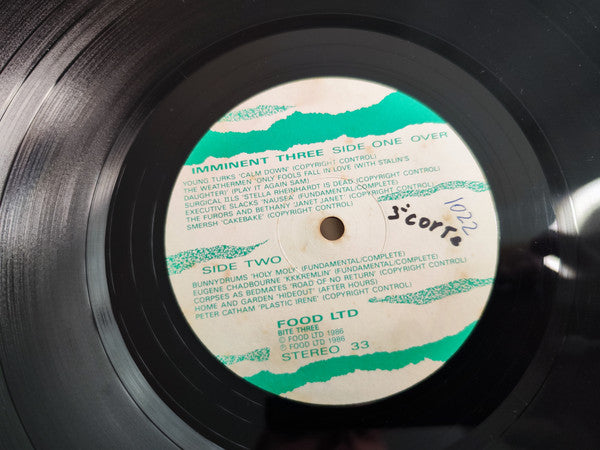 IMMINENT THREE SIDE ONE OVER
YOUNG TURKS 'CALM DOWN' (COPYRIGHT CONTROL)
THE WEATHERMEN 'ONLY FOOLS FALL IN LOVE (WITH STALIN'S
DAUGHTER)' (PLAY IT AGAIN SAM)
SURGICAL IILS 'STELLA RHEINHARDT IS DEAD' (COPYRIGHT CONTROL)
EXECUTIVE SLACKS 'NAUSEA' (FUNDAMENTAL/COMPLETE)
THE FURORS AND BETHANY 'JANET JANET' (COPYRIGHT CONTROL)
SMERSH 'CAKEBAKE' (COPYRIGHT CONTROL)
1022
SIDE TWO
BUNNYDRUMS 'HOLY MOLY' (FUNDAMENTAL/COMPLETE)
EUGENE CHADBOURNE 'KKKREMLIN' (FUNDAMENTAL/COMPLETE)
CORPSES AS BEDMATES 'ROAD OF NO RETURN' (COPYRIGHT CONTROL)
HOME AND GARDEN 'HIDEOUT' (AFTER HOURS)
PETER CATHAM 'PLASTIC IRENE' (COPYRIGHT CONTROL)
FOOD LTD
BITE THREE
© FOOD LTD 1986
℗ FOOD LTD 1986
STEREO 33